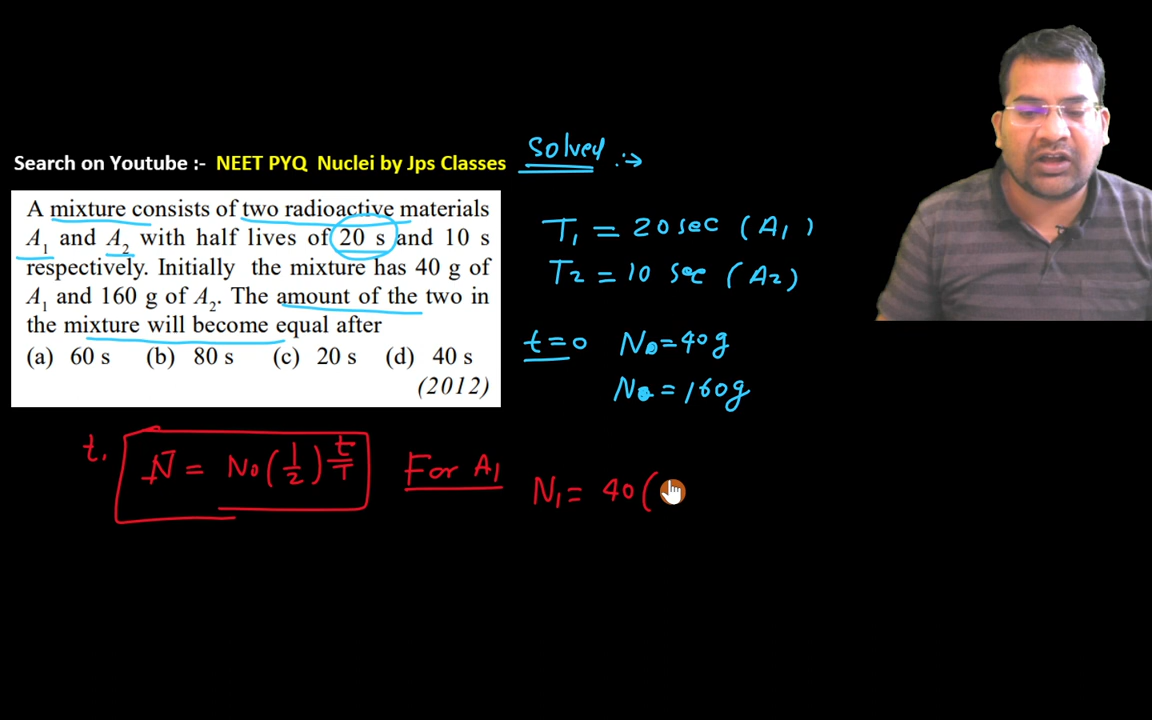 Search on Youtube :- NEET PYQ Nuclei by Jps Classes
A mixture consists of two radioactive materials
A₁ and A₂ with half lives of 20 s and 10 s
respectively. Initially the mixture has 40 g of
A₁ and 160 g of A₂. The amount of the two in
the mixture will become equal after
(a) 60 s (b) 80 s (c) 20 s (d) 40 s
(2012)
Solved :→
T₁ = 20 sec (A₁)
T₂ = 10 sec (A₂)
t=0 N₀=40g
N₀=160g
t. N = N₀(1/2)^t/T For A₁
N₁ = 40(